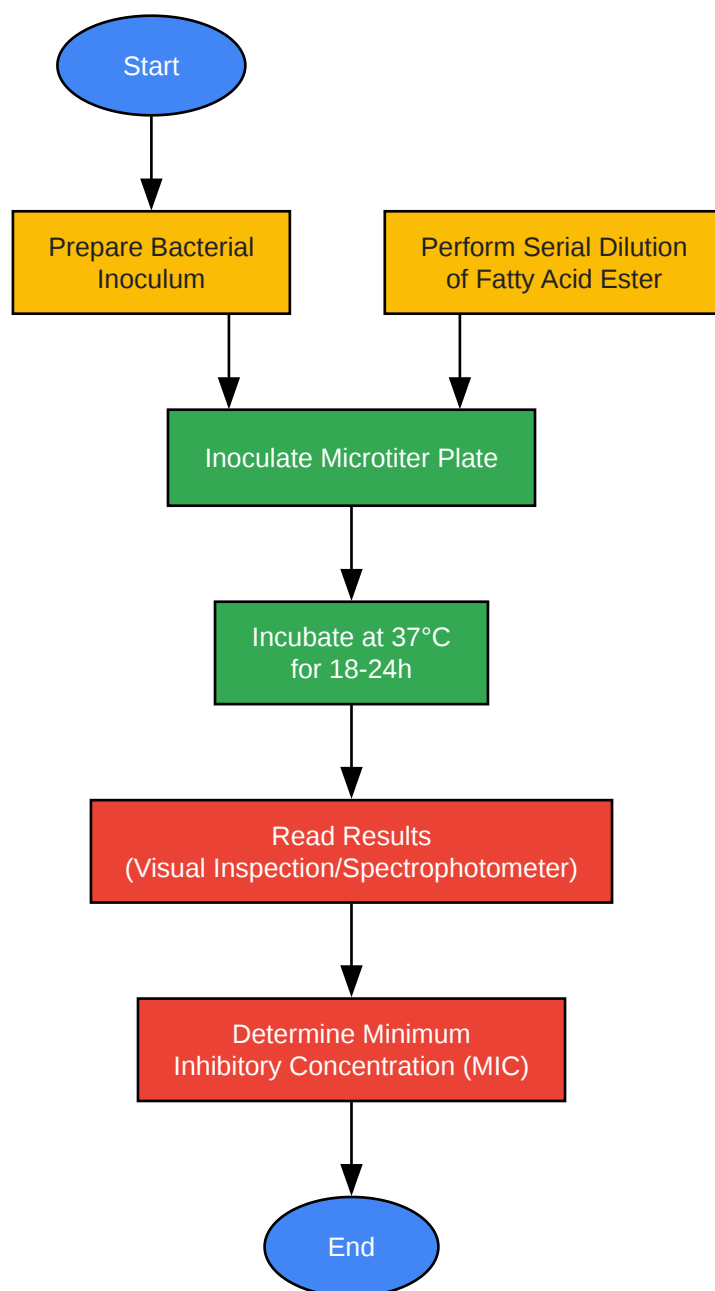 Start
Prepare Bacterial
Inoculum
Perform Serial Dilution
of Fatty Acid Ester
Inoculate Microtiter Plate
Incubate at 37°C
for 18-24h
Read Results
(Visual Inspection/Spectrophotometer)
Determine Minimum
Inhibitory Concentration (MIC)
End